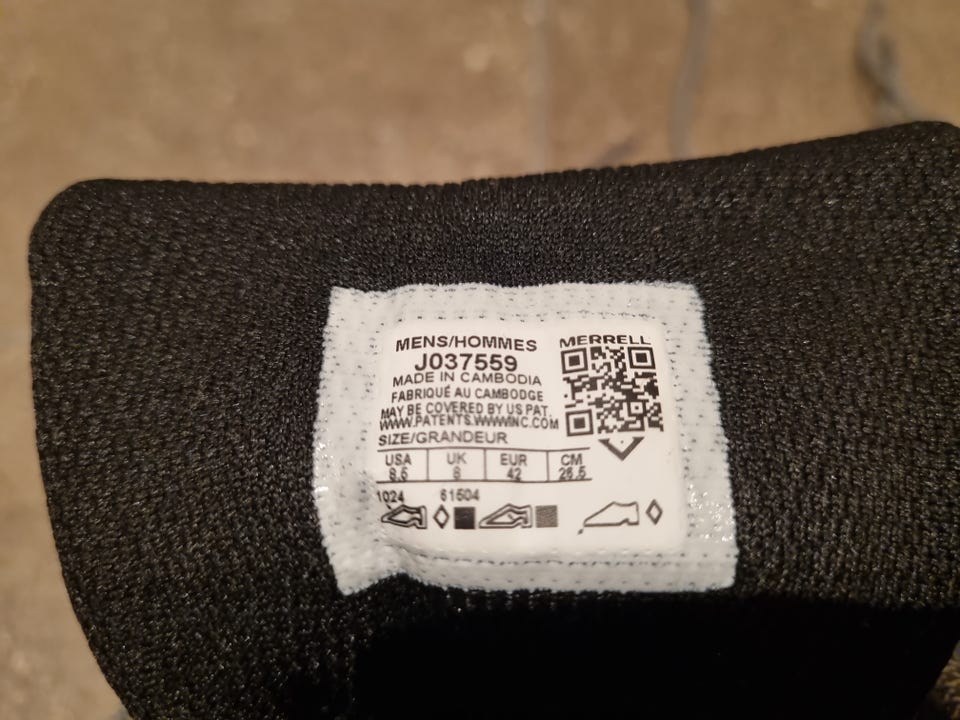 MENS/HOMMES
J037559
MADE IN CAMBODIA
FABRIQUÉ AU CAMBODGE
MAY BE COVERED BY US PAT.
WWW.PATENTS.WWWINC.COM
SIZE/GRANDEUR
USA UK EUR CM
8.5 8 42 26.5
1024 61504
MERRELL